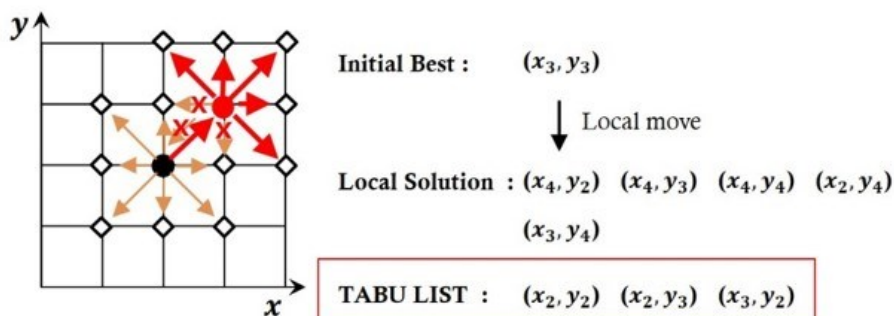 y
x
x x
x
Initial Best : (x₃, y₃)
Local move
Local Solution : (x₄, y₂) (x₄, y₃) (x₄, y₄) (x₂, y₄)
(x₃, y₄)
TABU LIST : (x₂, y₂) (x₂, y₃) (x₃, y₂)